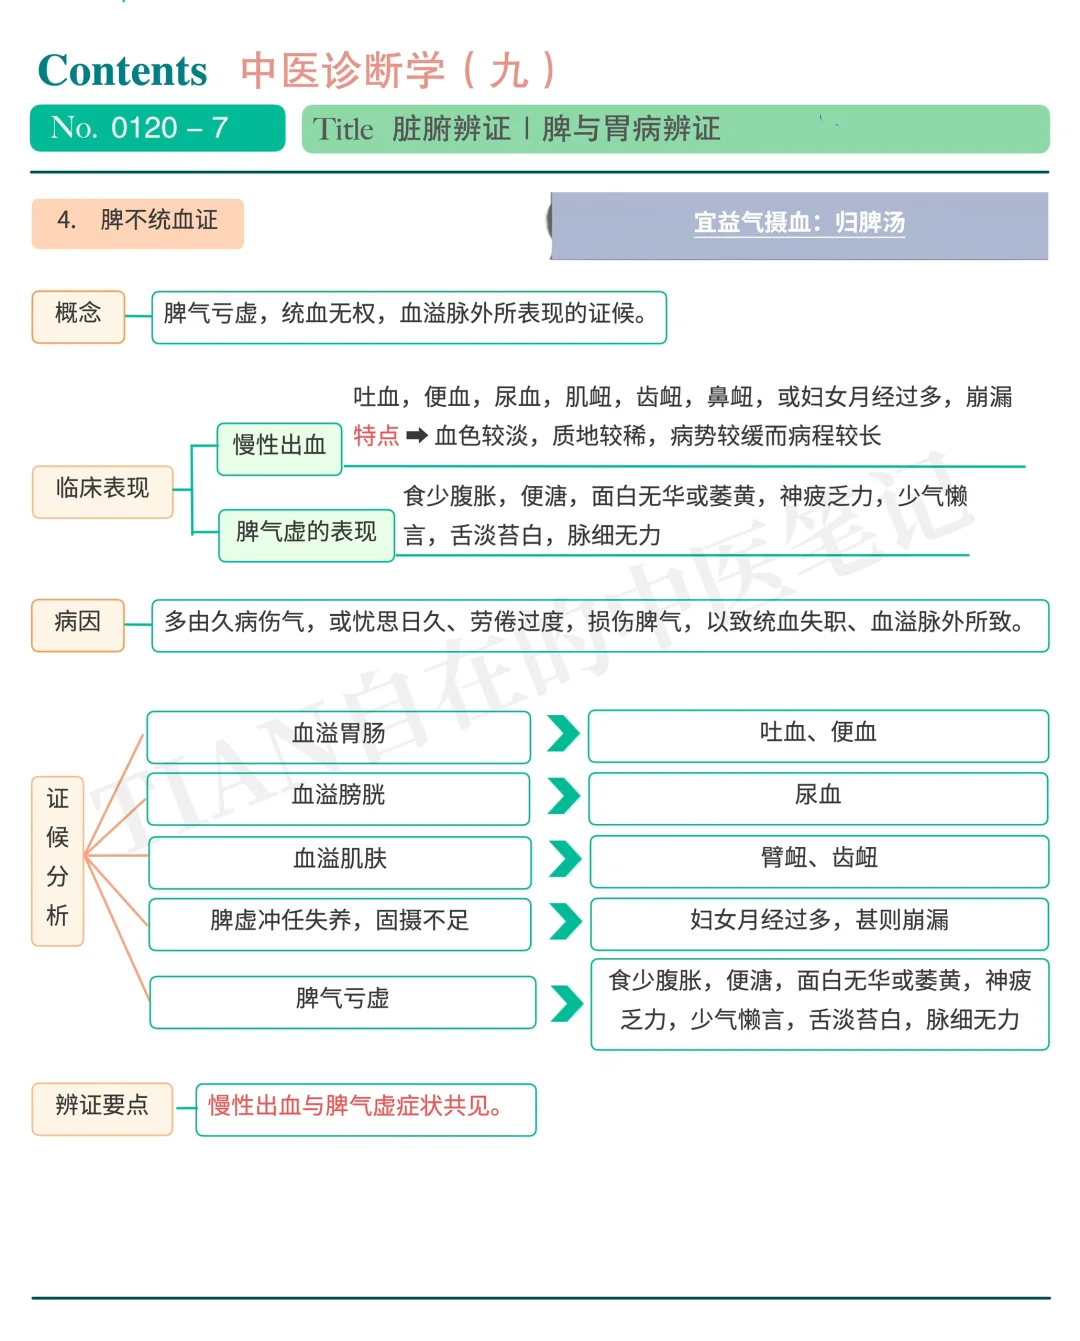 Contents 中医诊断学（九）
No. 0120－7
Title 脏腑辨证｜脾与胃病辨证
4. 脾不统血证
宜益气摄血：归脾汤
概念
脾气亏虚，统血无权，血溢脉外所表现的证候。
临床表现
慢性出血
吐血，便血，尿血，肌衄，齿衄，鼻衄，或妇女月经过多，崩漏
特点➡血色较淡，质地较稀，病势较缓而病程较长
脾气虚的表现
食少腹胀，便溏，面白无华或萎黄，神疲乏力，少气懒
言，舌淡苔白，脉细无力
病因
多由久病伤气，或忧思日久、劳倦过度，损伤脾气，以致统血失职、血溢脉外所致。
证
候
分
析
血溢胃肠
吐血、便血
血溢膀胱
尿血
血溢肌肤
臂衄、齿衄
脾虚冲任失养，固摄不足
妇女月经过多，甚则崩漏
脾气亏虚
食少腹胀，便溏，面白无华或萎黄，神疲
乏力，少气懒言，舌淡苔白，脉细无力
辨证要点
慢性出血与脾气虚症状共见。
TIAN自在的中医笔记